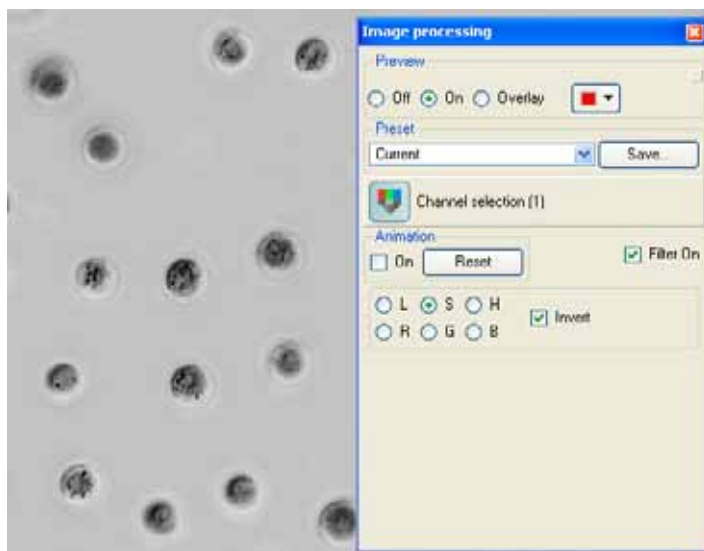 Image processing
Preview
Off On Overlay
Preset
Current Save...
Channel selection (1)
Animation
On Reset Filter On
L S H
Invert
R G B